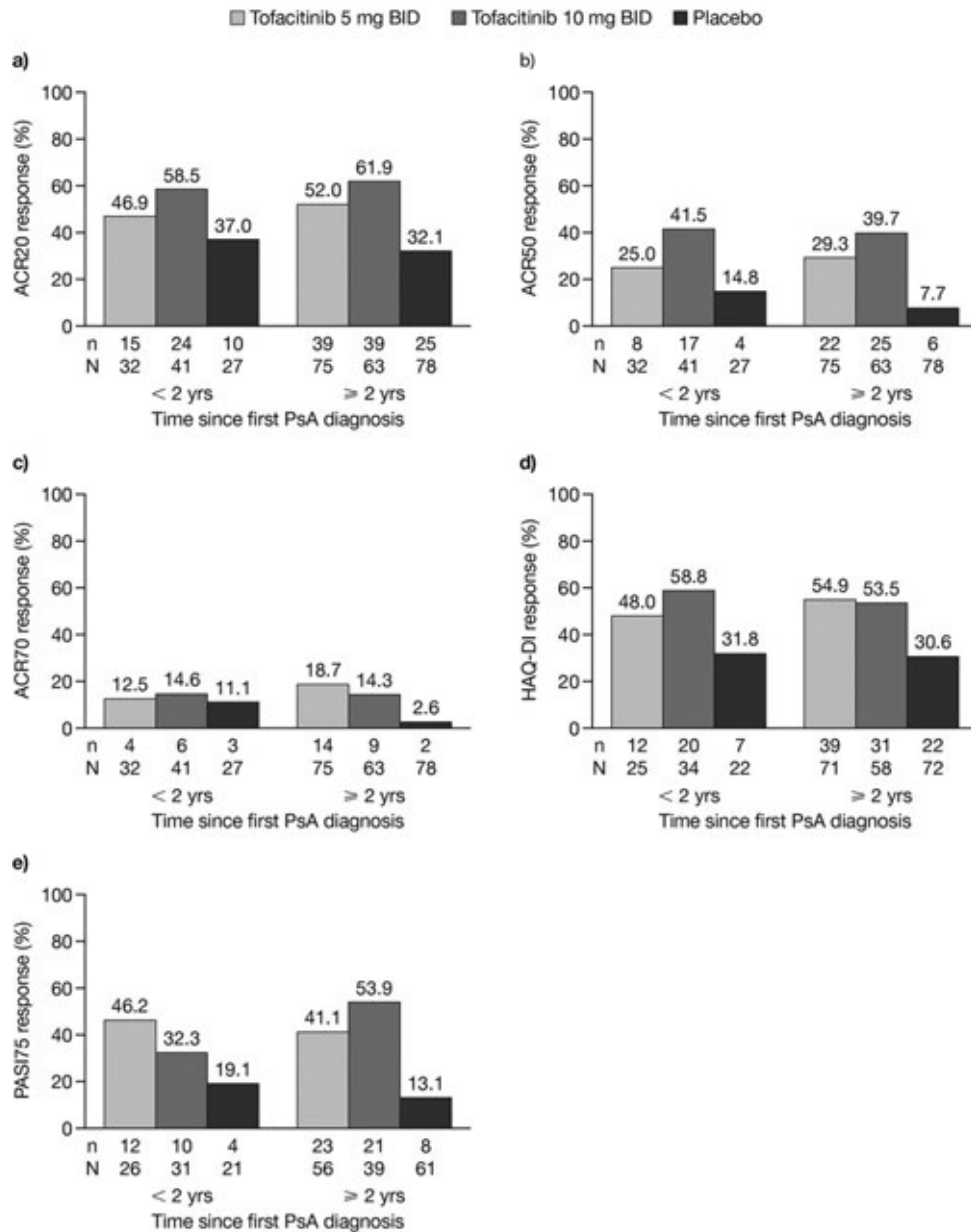 Tofacitinib 5 mg BID Tofacitinib 10 mg BID Placebo
a)
ACR20 response (%)
100
80
60
40
20
0
46.9 58.5 37.0 52.0 61.9 32.1
n 15 24 10 39 39 25
N 32 41 27 75 63 78
< 2 yrs ⩾ 2 yrs
Time since first PsA diagnosis
b)
ACR50 response (%)
100
80
60
40
20
0
25.0 41.5 14.8 29.3 39.7 7.7
n 8 17 4 22 25 6
N 32 41 27 75 63 78
< 2 yrs ⩾ 2 yrs
Time since first PsA diagnosis
c)
ACR70 response (%)
100
80
60
40
20
0
12.5 14.6 11.1 18.7 14.3 2.6
n 4 6 3 14 9 2
N 32 41 27 75 63 78
< 2 yrs ⩾ 2 yrs
Time since first PsA diagnosis
d)
HAQ-DI response (%)
100
80
60
40
20
0
48.0 58.8 31.8 54.9 53.5 30.6
n 12 20 7 39 31 22
N 25 34 22 71 58 72
< 2 yrs ⩾ 2 yrs
Time since first PsA diagnosis
e)
PASI75 response (%)
100
80
60
40
20
0
46.2 32.3 19.1 41.1 53.9 13.1
n 12 10 4 23 21 8
N 26 31 21 56 39 61
< 2 yrs ⩾ 2 yrs
Time since first PsA diagnosis